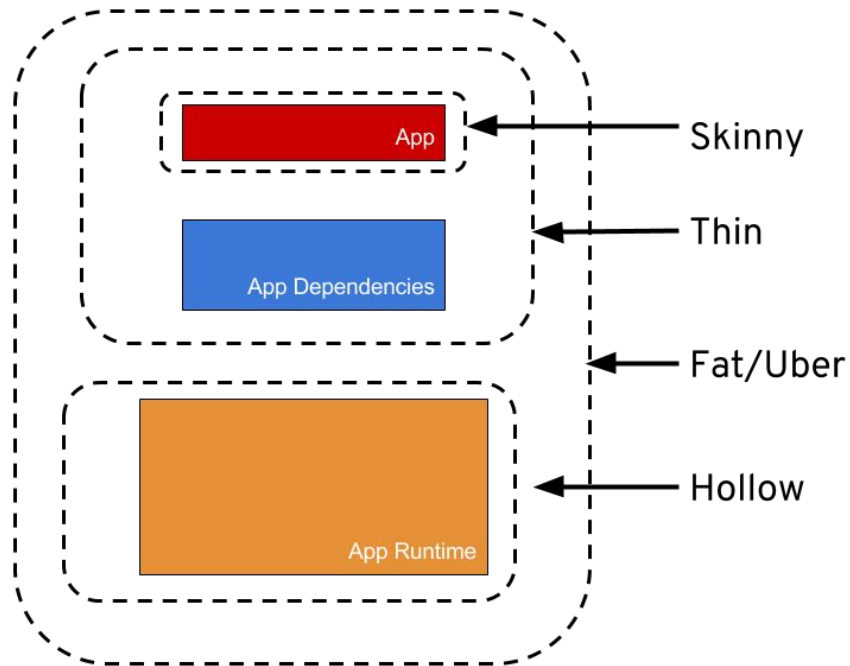 App
Skinny
Thin
App Dependencies
Fat/Uber
Hollow
App Runtime